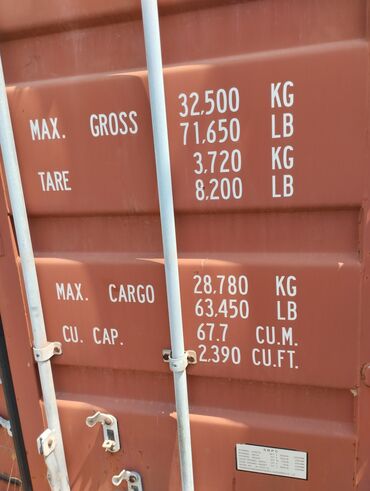 MAX. GROSS 32,500 KG
71,650 LB
TARE 3,720 KG
8,200 LB
MAX. CARGO 28,780 KG
63,450 LB
CU. CAP. 67.7 CU.M.
2,390 CU.FT.